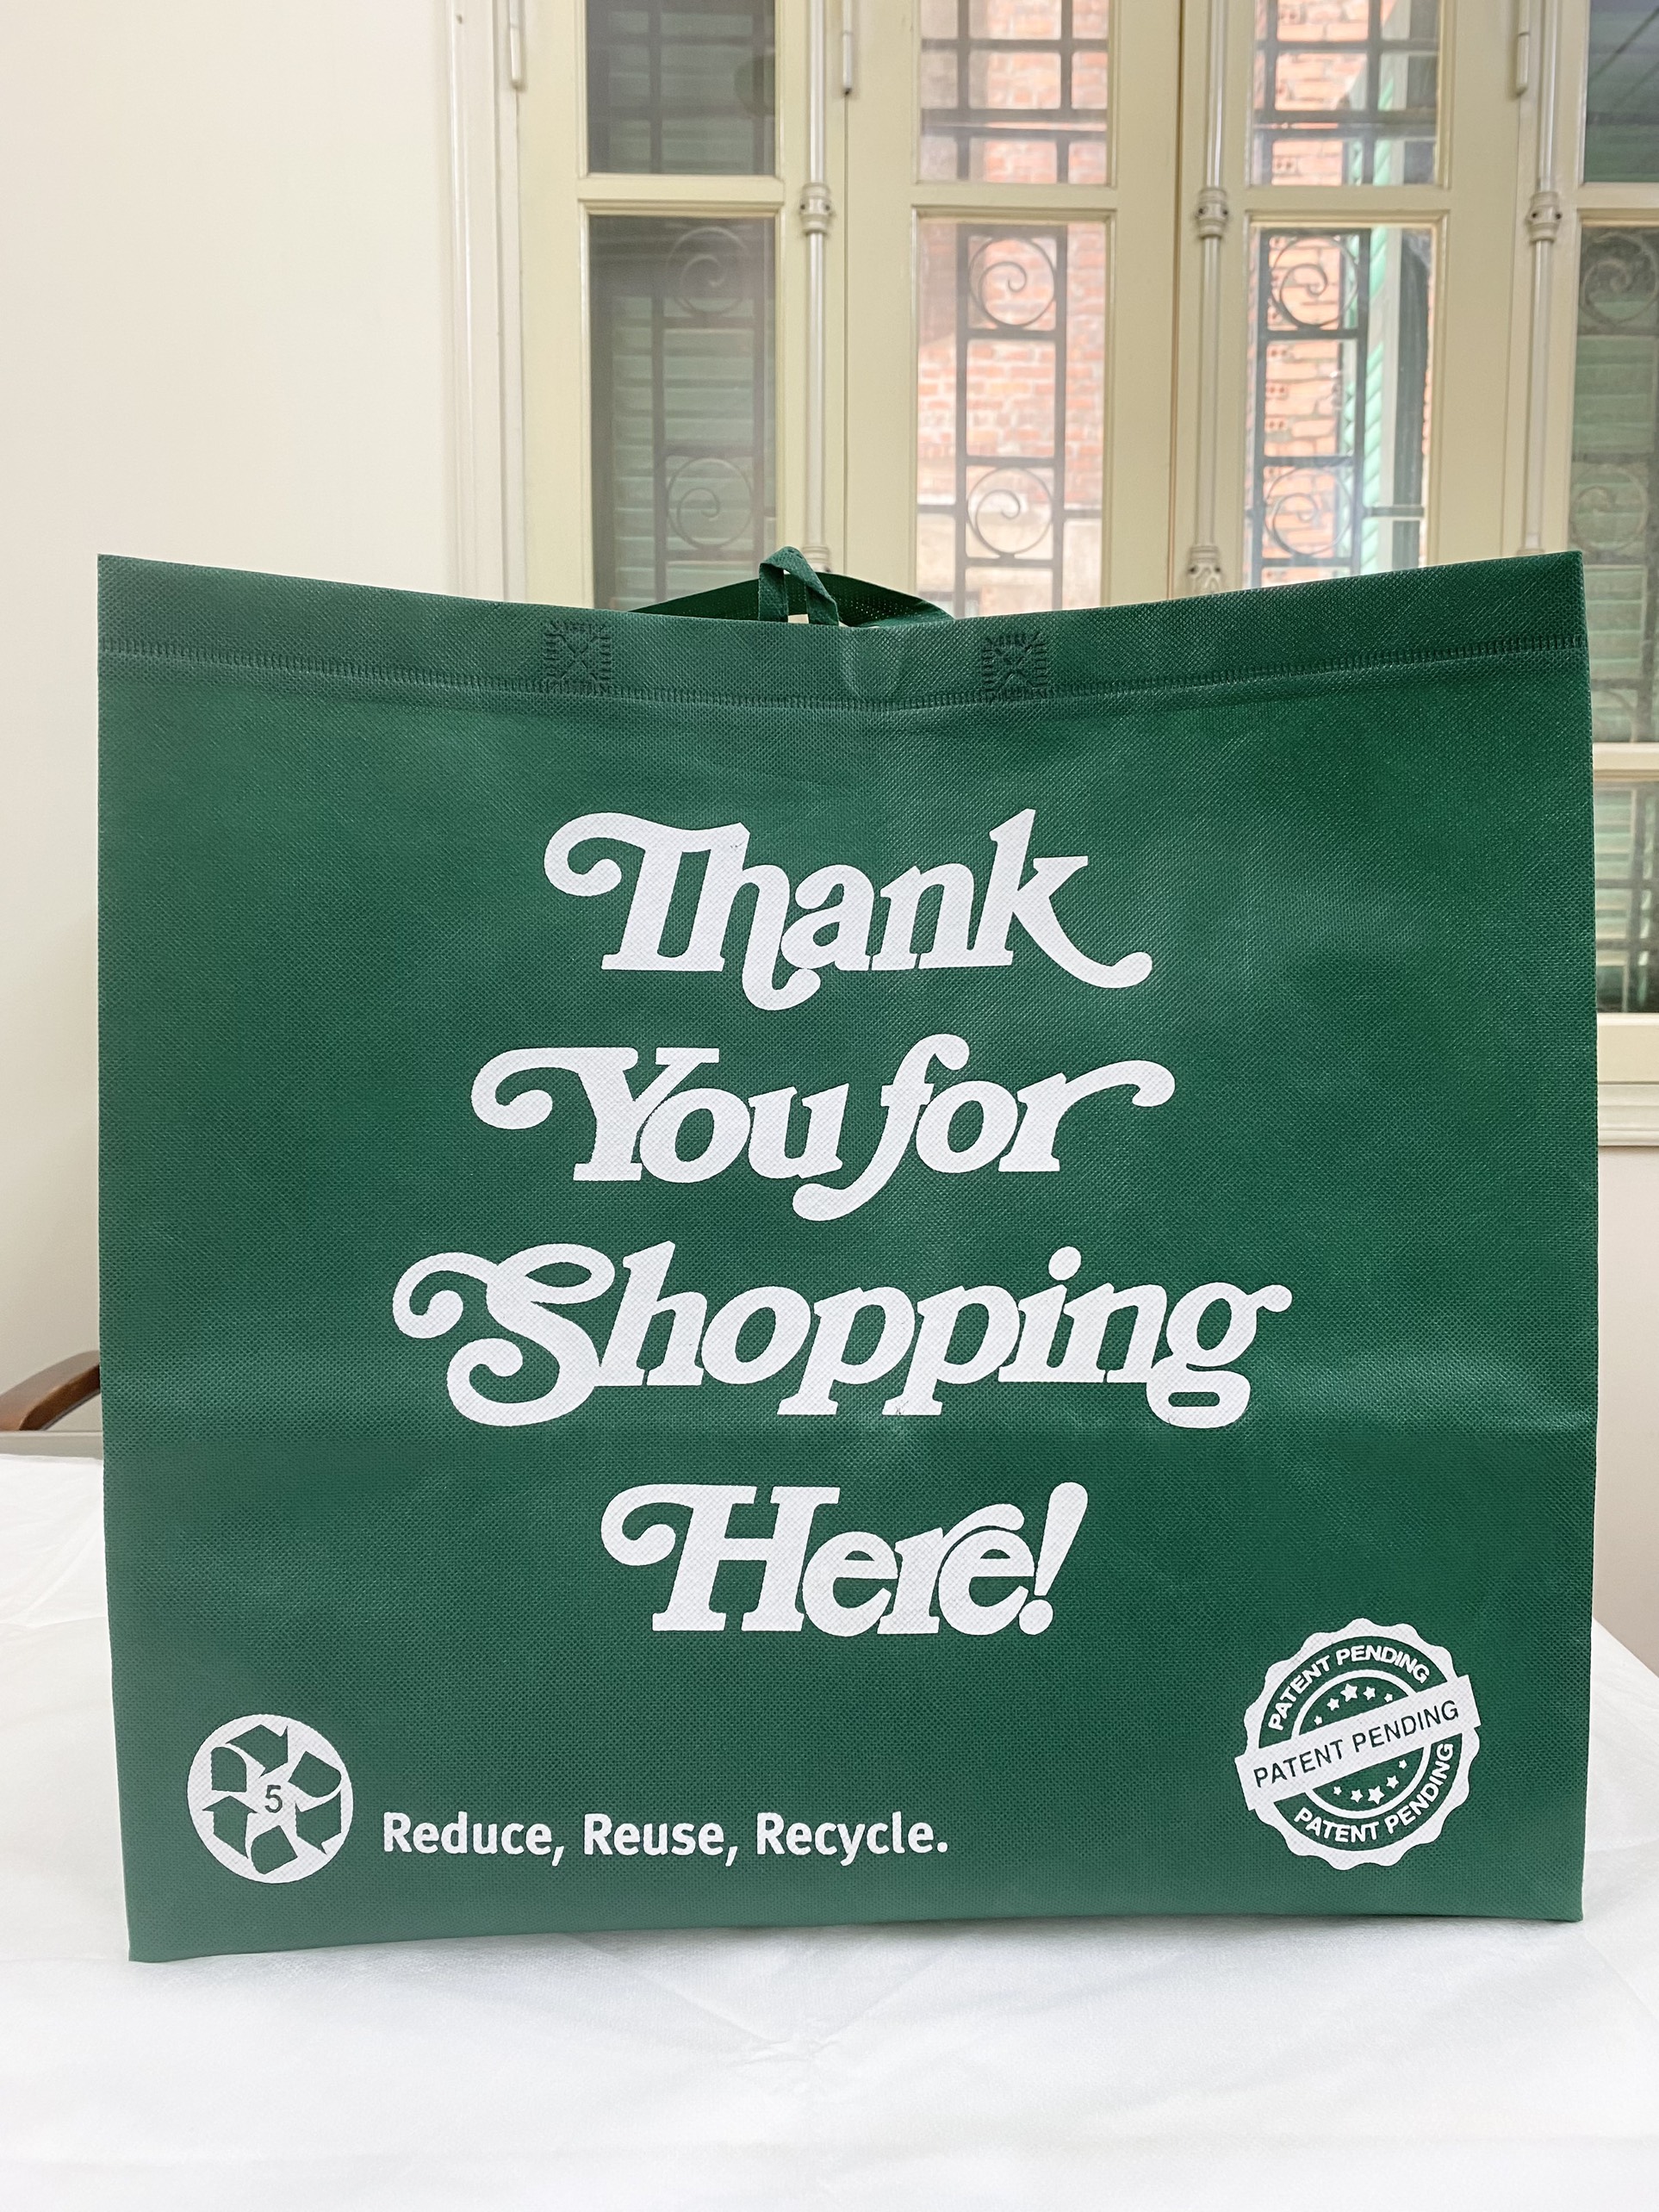 Thank
You for
Shopping
Here!
5
Reduce, Reuse, Recycle.
PATENT PENDING
PATENT PENDING
PATENT PENDING